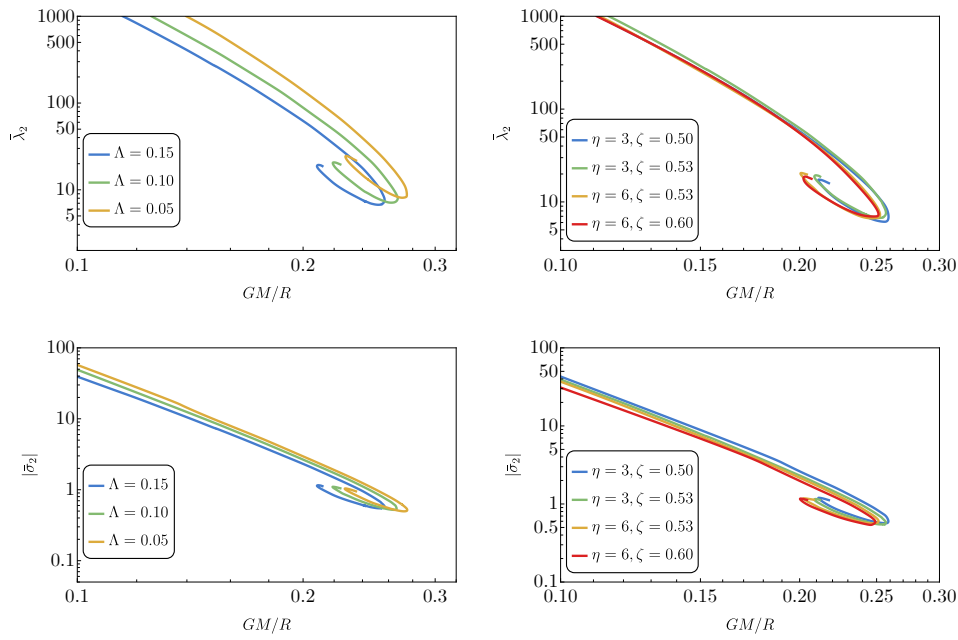 1000
500
100
50
10
5
0.1
0.2
0.3
λ̄₂
GM/R
Λ = 0.15
Λ = 0.10
Λ = 0.05
1000
500
100
50
10
5
0.10
0.15
0.20
0.25
0.30
λ̄₂
GM/R
η = 3, ζ = 0.50
η = 3, ζ = 0.53
η = 6, ζ = 0.53
η = 6, ζ = 0.60
100
10
1
0.1
0.1
0.2
0.3
|σ̄₂|
GM/R
Λ = 0.15
Λ = 0.10
Λ = 0.05
100
50
10
5
1
0.5
0.1
0.10
0.15
0.20
0.25
0.30
|σ̄₂|
GM/R
η = 3, ζ = 0.50
η = 3, ζ = 0.53
η = 6, ζ = 0.53
η = 6, ζ = 0.60